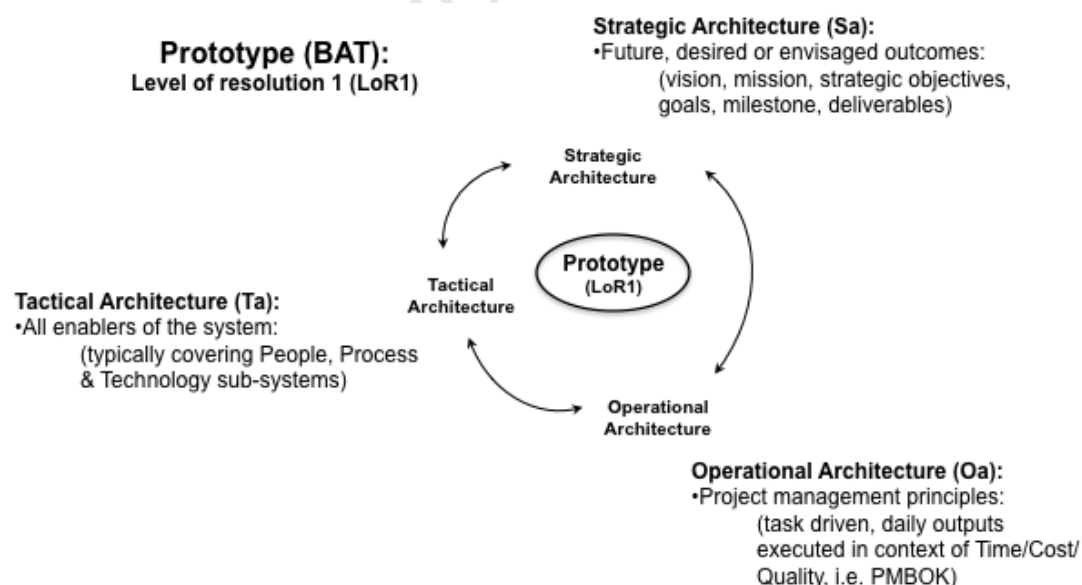 Prototype (BAT):
Level of resolution 1 (LoR1)
Strategic Architecture (Sa):
•Future, desired or envisaged outcomes:
(vision, mission, strategic objectives,
goals, milestone, deliverables)
Strategic
Architecture
Prototype
(LoR1)
Tactical
Architecture
Tactical Architecture (Ta):
•All enablers of the system:
(typically covering People, Process
& Technology sub-systems)
Operational
Architecture
Operational Architecture (Oa):
•Project management principles:
(task driven, daily outputs
executed in context of Time/Cost/
Quality, i.e. PMBOK)